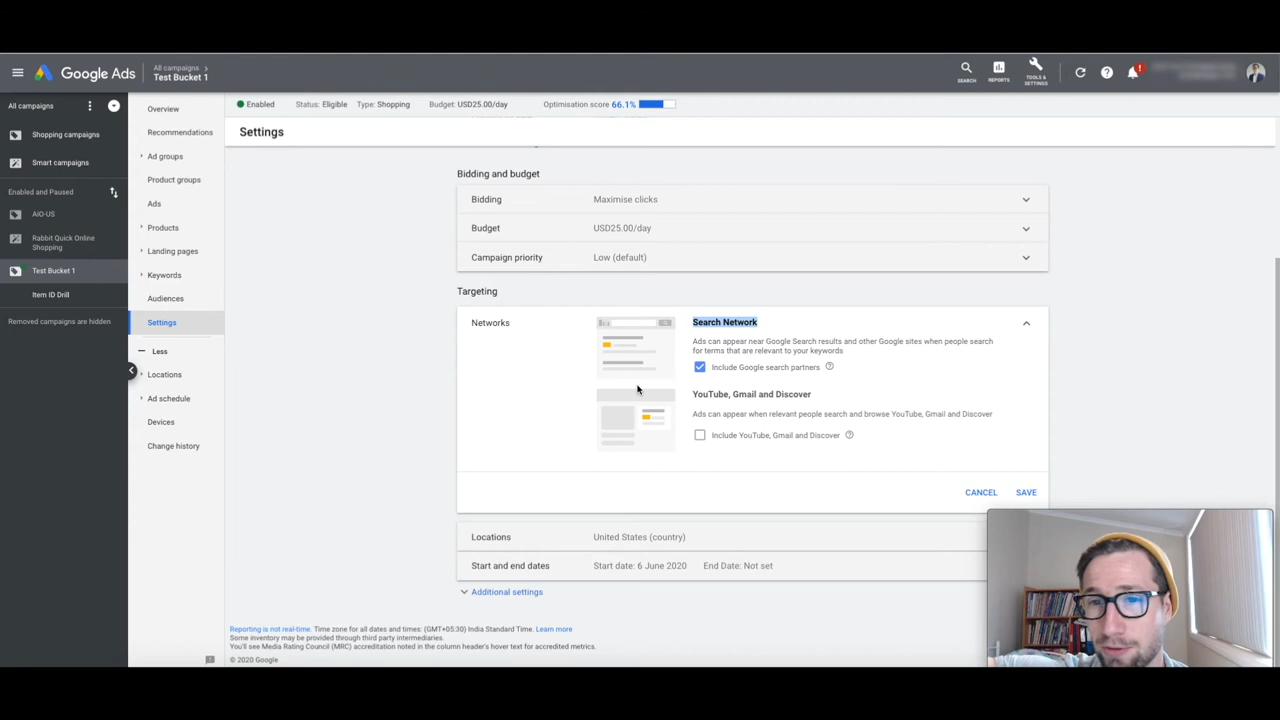 Google Ads
All campaigns
Test Bucket 1
SEARCH
REPORTS
TOOLS &
SETTINGS
!
All campaigns
Shopping campaigns
Smart campaigns
Enabled and Paused
AIO-US
Rabbit Quick Online
Shopping
Test Bucket 1
Item ID Drill
Removed campaigns are hidden
Overview
Recommendations
Ad groups
Product groups
Ads
Products
Landing pages
Keywords
Audiences
Settings
Less
Locations
Ad schedule
Devices
Change history
Enabled Status: Eligible Type: Shopping Budget: USD25.00/day Optimisation score 66.1%
Settings
Bidding and budget
Bidding Maximise clicks
Budget USD25.00/day
Campaign priority Low (default)
Targeting
Networks
Search Network
Ads can appear near Google Search results and other Google sites when people search
for terms that are relevant to your keywords
Include Google search partners
YouTube, Gmail and Discover
Ads can appear when relevant people search and browse YouTube, Gmail and Discover
Include YouTube, Gmail and Discover
CANCEL SAVE
Locations United States (country)
Start and end dates Start date: 6 June 2020 End Date: Not set
Additional settings
Reporting is not real-time. Time zone for all dates and times: (GMT+05:30) India Standard Time. Learn more
Some inventory may be provided through third party intermediaries.
You'll see Media Rating Council (MRC) accreditation noted in the column header's hover text for accredited metrics.
© 2020 Google